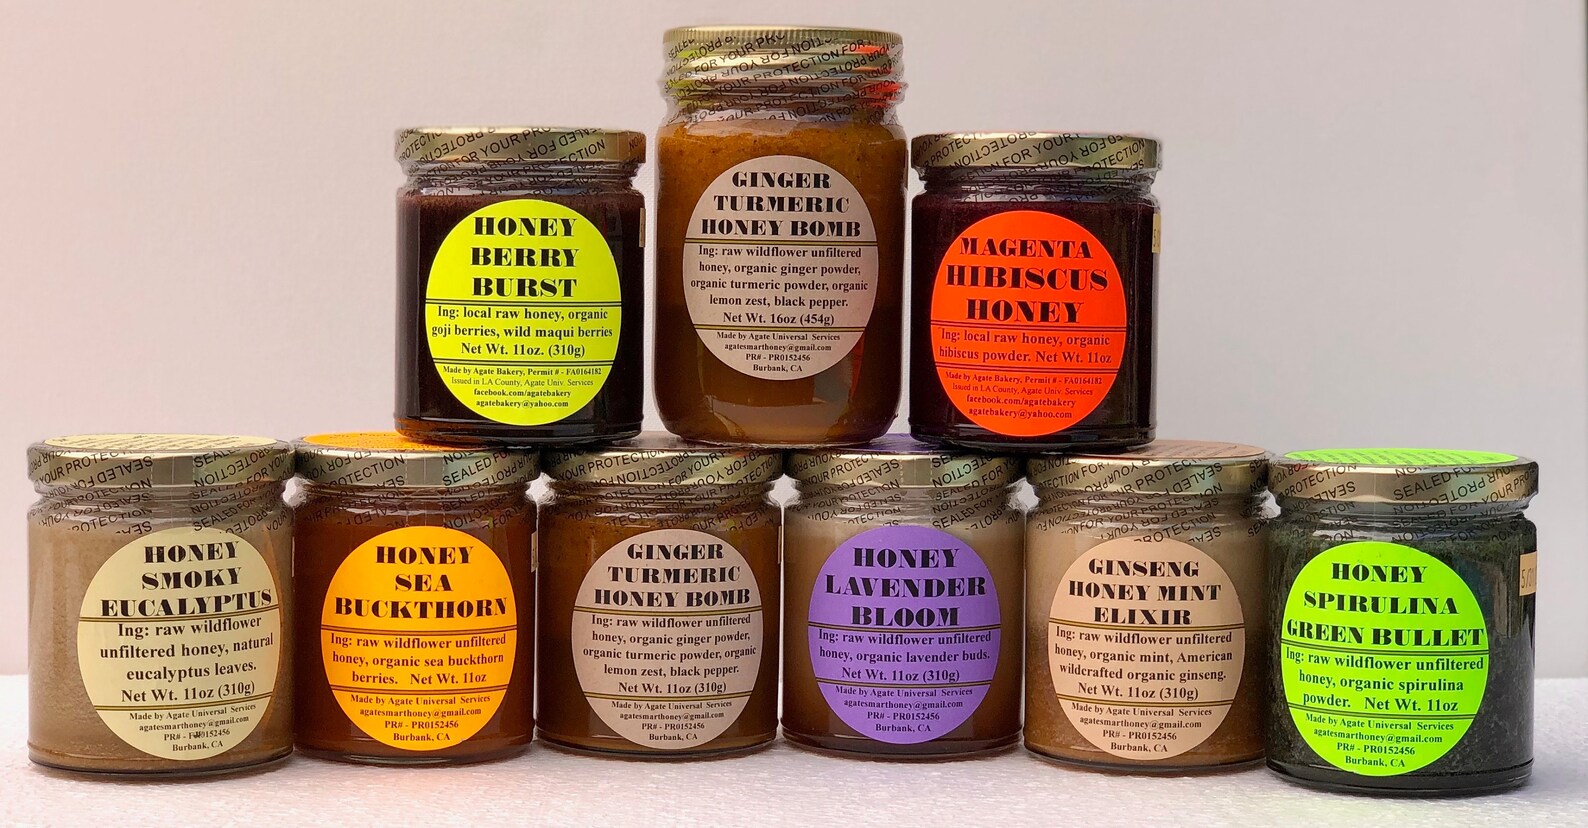 HONEY
BERRY
BURST
Ing: local raw honey, organic
goji berries, wild maqui berries
Net Wt. 11oz. (310g)
Made by Agate Bakery, Permit # - FA0164182
Issued in LA County, Agate Univ. Services
facebook.com/agatebakery
agatebakery@yahoo.com
SEALED FOR YOUR PROTECTION
GINGER
TURMERIC
HONEY BOMB
Ing: raw wildflower unfiltered
honey, organic ginger powder,
organic turmeric powder, organic
lemon zest, black pepper.
Net Wt. 16oz (454g)
Made by Agate Universal Services
agatesmarthoney@gmail.com
PR# - PR0152456
Burbank, CA
MAGENTA
HIBISCUS
HONEY
Ing: local raw honey, organic
hibiscus powder. Net Wt. 11oz
Made by Agate Bakery, Permit # - FA0164182
Issued in LA County, Agate Univ. Services
facebook.com/agatebakery
agatebakery@yahoo.com
HONEY
SMOKY
EUCALYPTUS
Ing: raw wildflower
unfiltered honey, natural
eucalyptus leaves.
Net Wt. 11oz (310g)
Made by Agate Universal Services
agatesmarthoney@gmail.com
Burbank, CA
HONEY
SEA
BUCKTHORN
Ing: raw wildflower unfiltered
honey, organic sea buckthorn
berries. Net Wt. 11oz
Made by Agate Universal Services
agatesmarthoney@gmail.com
PR# - PR0152456
Burbank, CA
GINGER
TURMERIC
HONEY BOMB
Ing: raw wildflower unfiltered
honey, organic ginger powder,
organic turmeric powder, organic
lemon zest, black pepper.
Net Wt. 11oz (310g)
Made by Agate Universal Services
agatesmarthoney@gmail.com
PR# - PR0152456
Burbank, CA
HONEY
LAVENDER
BLOOM
Ing: raw wildflower unfiltered
honey, organic lavender buds.
Net Wt. 11oz (310g)
Made by Agate Universal Services
agatesmarthoney@gmail.com
PR# - PR0152456
Burbank, CA
GINSENG
HONEY MINT
ELIXIR
Ing: raw wildflower unfiltered
honey, organic mint, American
wildcrafted organic ginseng.
Net Wt. 11oz (310g)
Made by Agate Universal Services
agatesmarthoney@gmail.com
PR# - PR0152456
Burbank, CA
HONEY
SPIRULINA
GREEN BULLET
Ing: raw wildflower unfiltered
honey, organic spirulina
powder. Net Wt. 11oz
Made by Agate Universal Services
agatesmarthoney@gmail.com
PR# - PR0152456
Burbank, CA